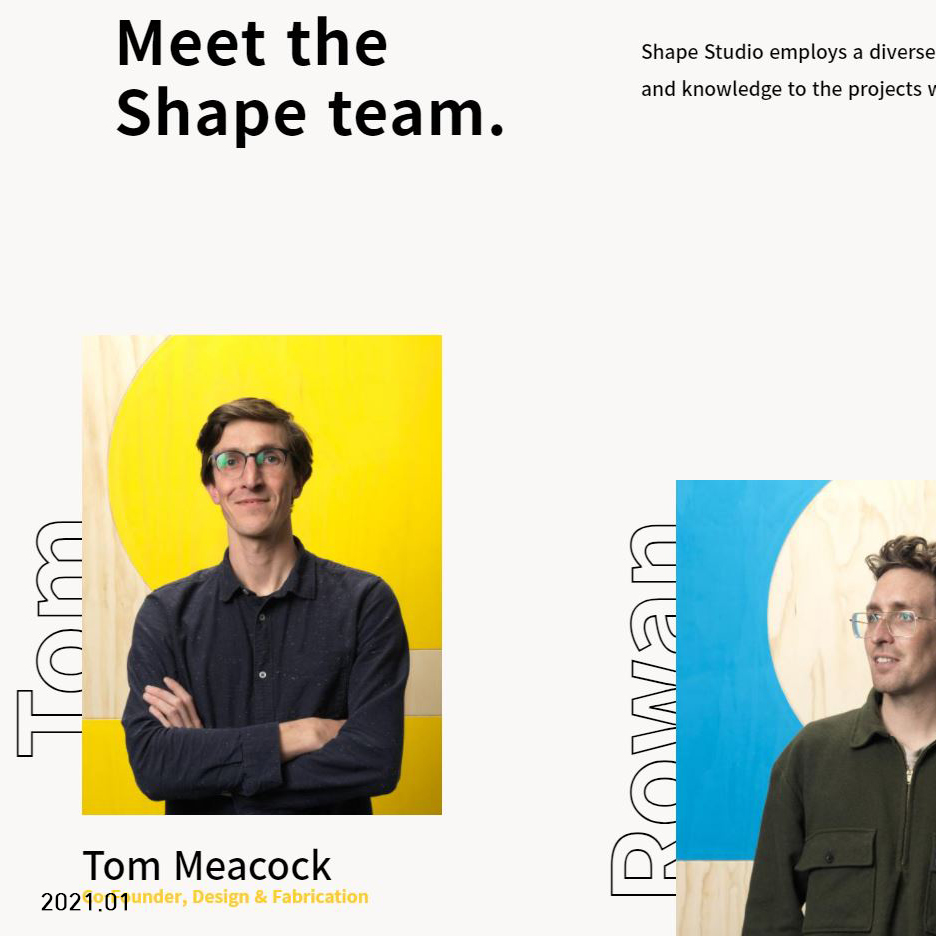 Meet the
Shape team.
Shape Studio employs a diverse
and knowledge to the projects w
Tom
Rowan
Tom Meacock
Co-Founder, Design & Fabrication
2021.01